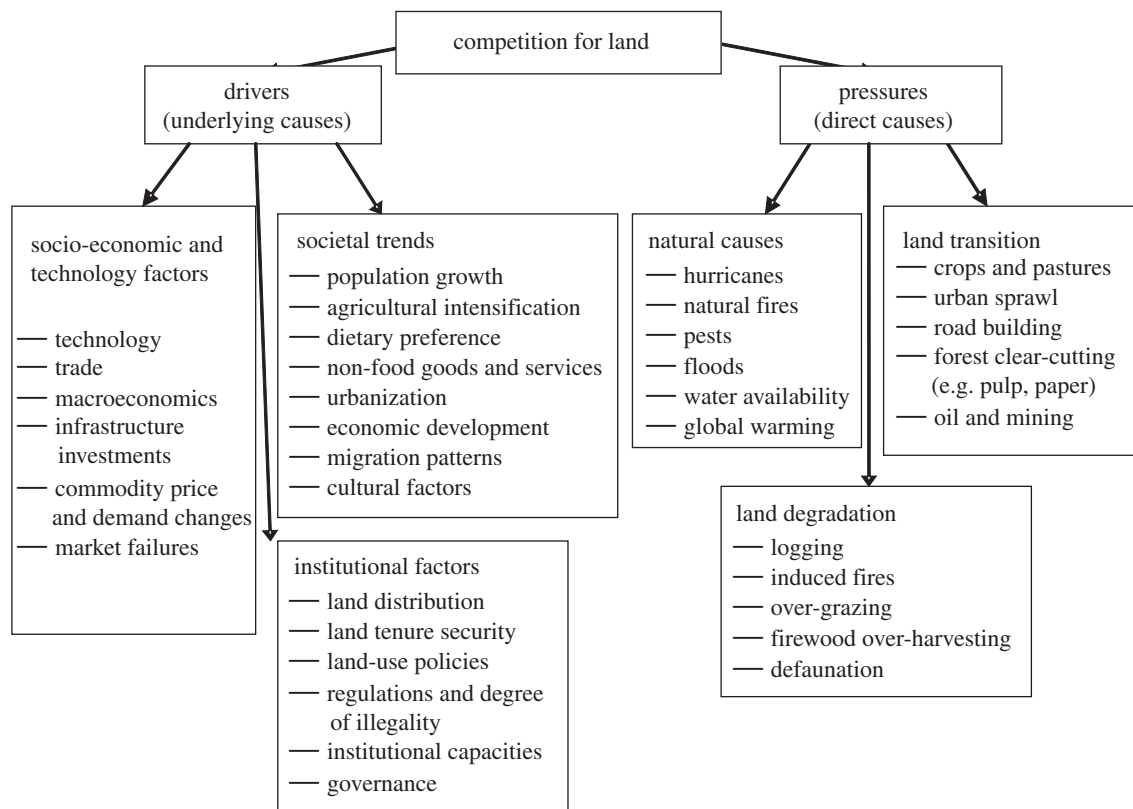 competition for land
drivers
(underlying causes)
pressures
(direct causes)
socio-economic and
technology factors
— technology
— trade
— macroeconomics
— infrastructure
investments
— commodity price
and demand changes
— market failures
societal trends
— population growth
— agricultural intensification
— dietary preference
— non-food goods and services
— urbanization
— economic development
— migration patterns
— cultural factors
institutional factors
— land distribution
— land tenure security
— land-use policies
— regulations and degree
of illegality
— institutional capacities
— governance
natural causes
— hurricanes
— natural fires
— pests
— floods
— water availability
— global warming
land transition
— crops and pastures
— urban sprawl
— road building
— forest clear-cutting
(e.g. pulp, paper)
— oil and mining
land degradation
— logging
— induced fires
— over-grazing
— firewood over-harvesting
— defaunation